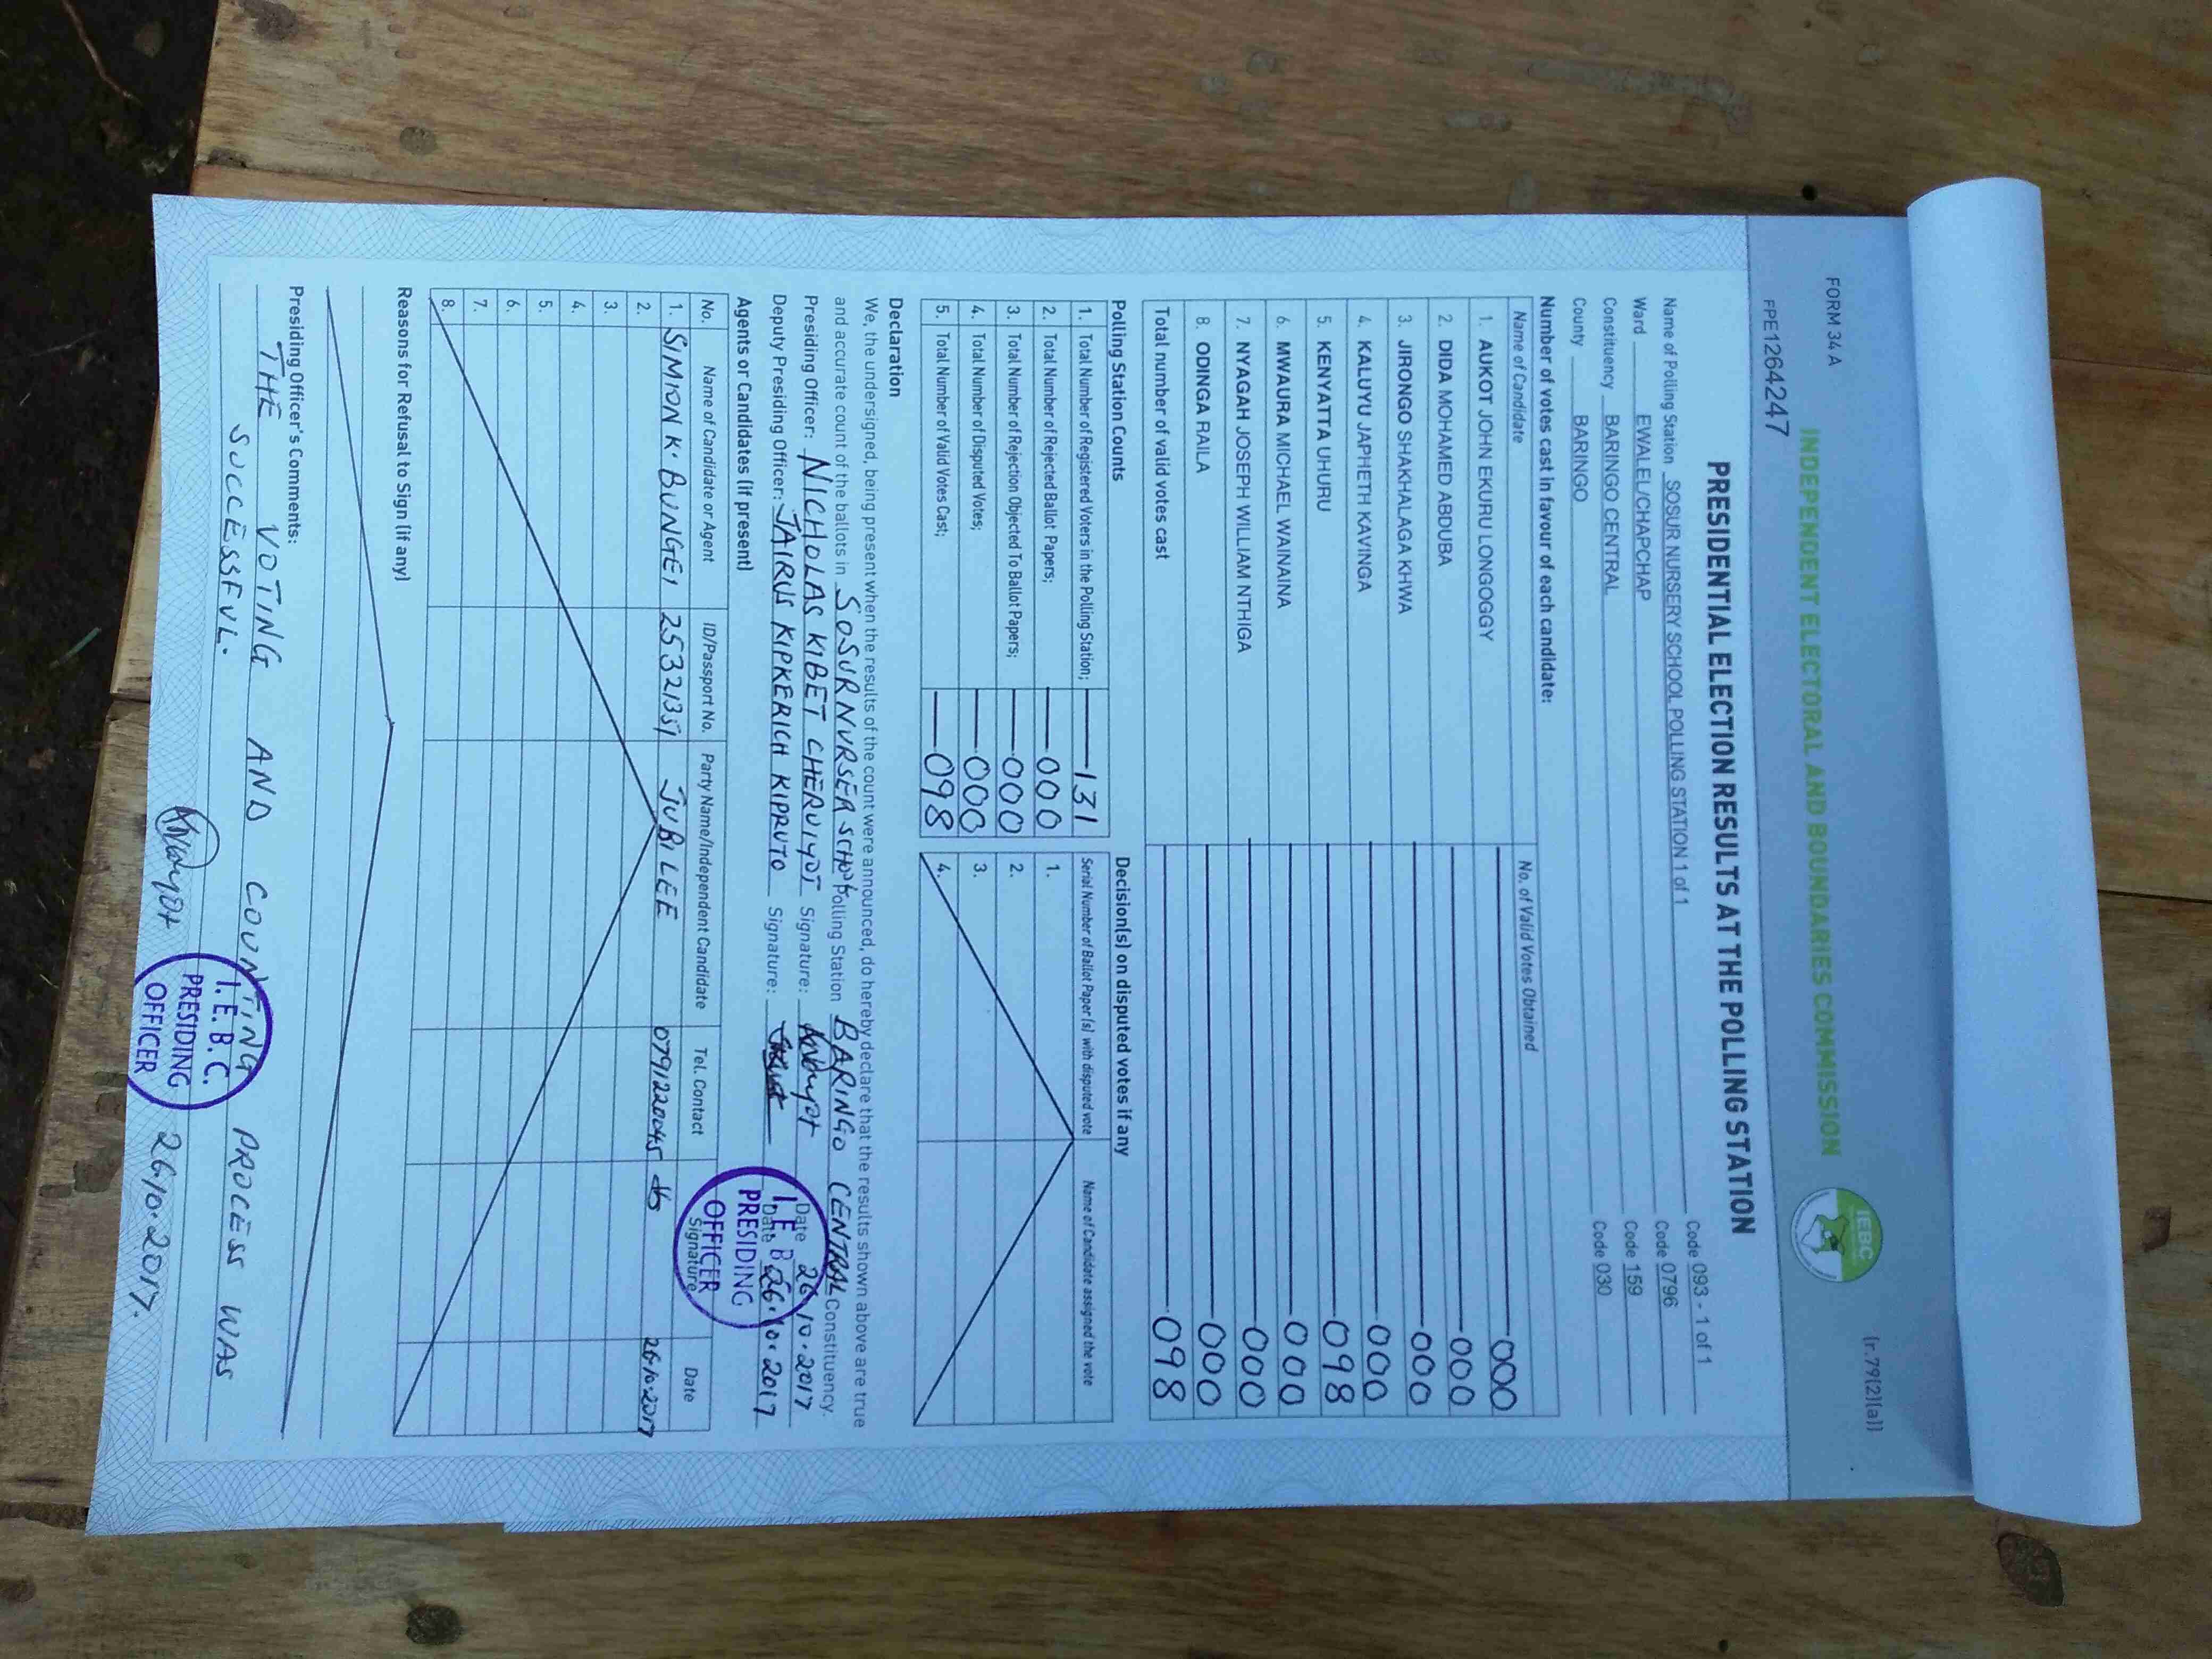 FORM 34 A
(r.79(2)(a))
INDEPENDENT ELECTORAL AND BOUNDARIES COMMISSION
IEBC
FPE1264247
PRESIDENTIAL ELECTION RESULTS AT THE POLLING STATION
Name of Polling Station SOSUR NURSERY SCHOOL POLLING STATION 1 of 1 Code 093 - 1 of 1
Ward EWALEL/CHAPCHAP Code 0796
Constituency BARINGO CENTRAL Code 159
County BARINGO Code 030
Number of votes cast in favour of each candidate:
Name of Candidate No. of Valid Votes Obtained
1. AUKOT JOHN EKURU LONGOGGY 000
2. DIDA MOHAMED ABDUBA 000
3. JIRONGO SHAKHALAGA KHWA 000
4. KALUYU JAPHETH KAVINGA 000
5. KENYATTA UHURU 098
6. MWAURA MICHAEL WAINAINA 000
7. NYAGAH JOSEPH WILLIAM NTHIGA 000
8. ODINGA RAILA 000
Total number of valid votes cast 098
Polling Station Counts
1. Total Number of Registered Voters in the Polling Station; 131
2. Total Number of Rejected Ballot Papers; 000
3. Total Number of Rejection Objected To Ballot Papers; 000
4. Total Number of Disputed Votes; 000
5. Total Number of Valid Votes Cast; 098
Decision(s) on disputed votes if any
Serial Number of Ballot Paper (s) with disputed vote Name of Candidate assigned the vote
1.
2.
3.
4.
Declaration
We, the undersigned, being present when the results of the count were announced, do hereby declare that the results shown above are true
and accurate count of the ballots in SOSUR NURSER SCHOOL Polling Station BARINGO CENTRAL Constituency.
Presiding Officer: NICHOLAS KIBET CHERUIYOT Signature: Date 26.10.2017
Deputy Presiding Officer: JAIRUS KIPKERICH KIPRUTO Signature: Date 26.10.2017
I. E. B. C.
PRESIDING
OFFICER
Agents or Candidates (if present)
No. Name of Candidate or Agent ID/Passport No. Party Name/Independent Candidate Tel. Contact Signature Date
1. SIMION K. BUNGEI 25321351 JUBILEE 0791220045 26.10.2017
2.
3.
4.
5.
6.
7.
8.
Reasons for Refusal to Sign (if any)
Presiding Officer's Comments:
THE VOTING AND COUNTING PROCESS WAS
SUCCESSFUL.
26.10.2017.
I. E. B. C.
PRESIDING
OFFICER